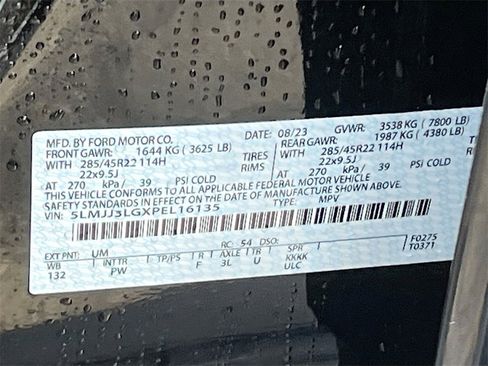 MFD. BY FORD MOTOR CO. DATE: 08/23 GVWR: 3538 KG ( 7800 LB)
FRONT GAWR: 1644 KG ( 3625 LB) REAR GAWR: 1987 KG ( 4380 LB)
285/45R22 114H TIRES 285/45R22 114H
22x9.5J RIMS 22x9.5J
AT 270 kPa/ 39 PSI COLD AT 270 kPa/ 39 PSI COLD
THIS VEHICLE CONFORMS TO ALL APPLICABLE FEDERAL MOTOR VEHICLE
SAFETY STANDARDS IN EFFECT ON THE DATE OF MANUFACTURE SHOWN ABOVE.
VIN: 5LMJJ3LGXPEL16135 TYPE: MPV
F0275
T0371
EXT PNT: UM RC: 54 DSO:
WB INT TR TP/PS R AXLE TR SPR
132 PW F 3L U KKKK
ULC